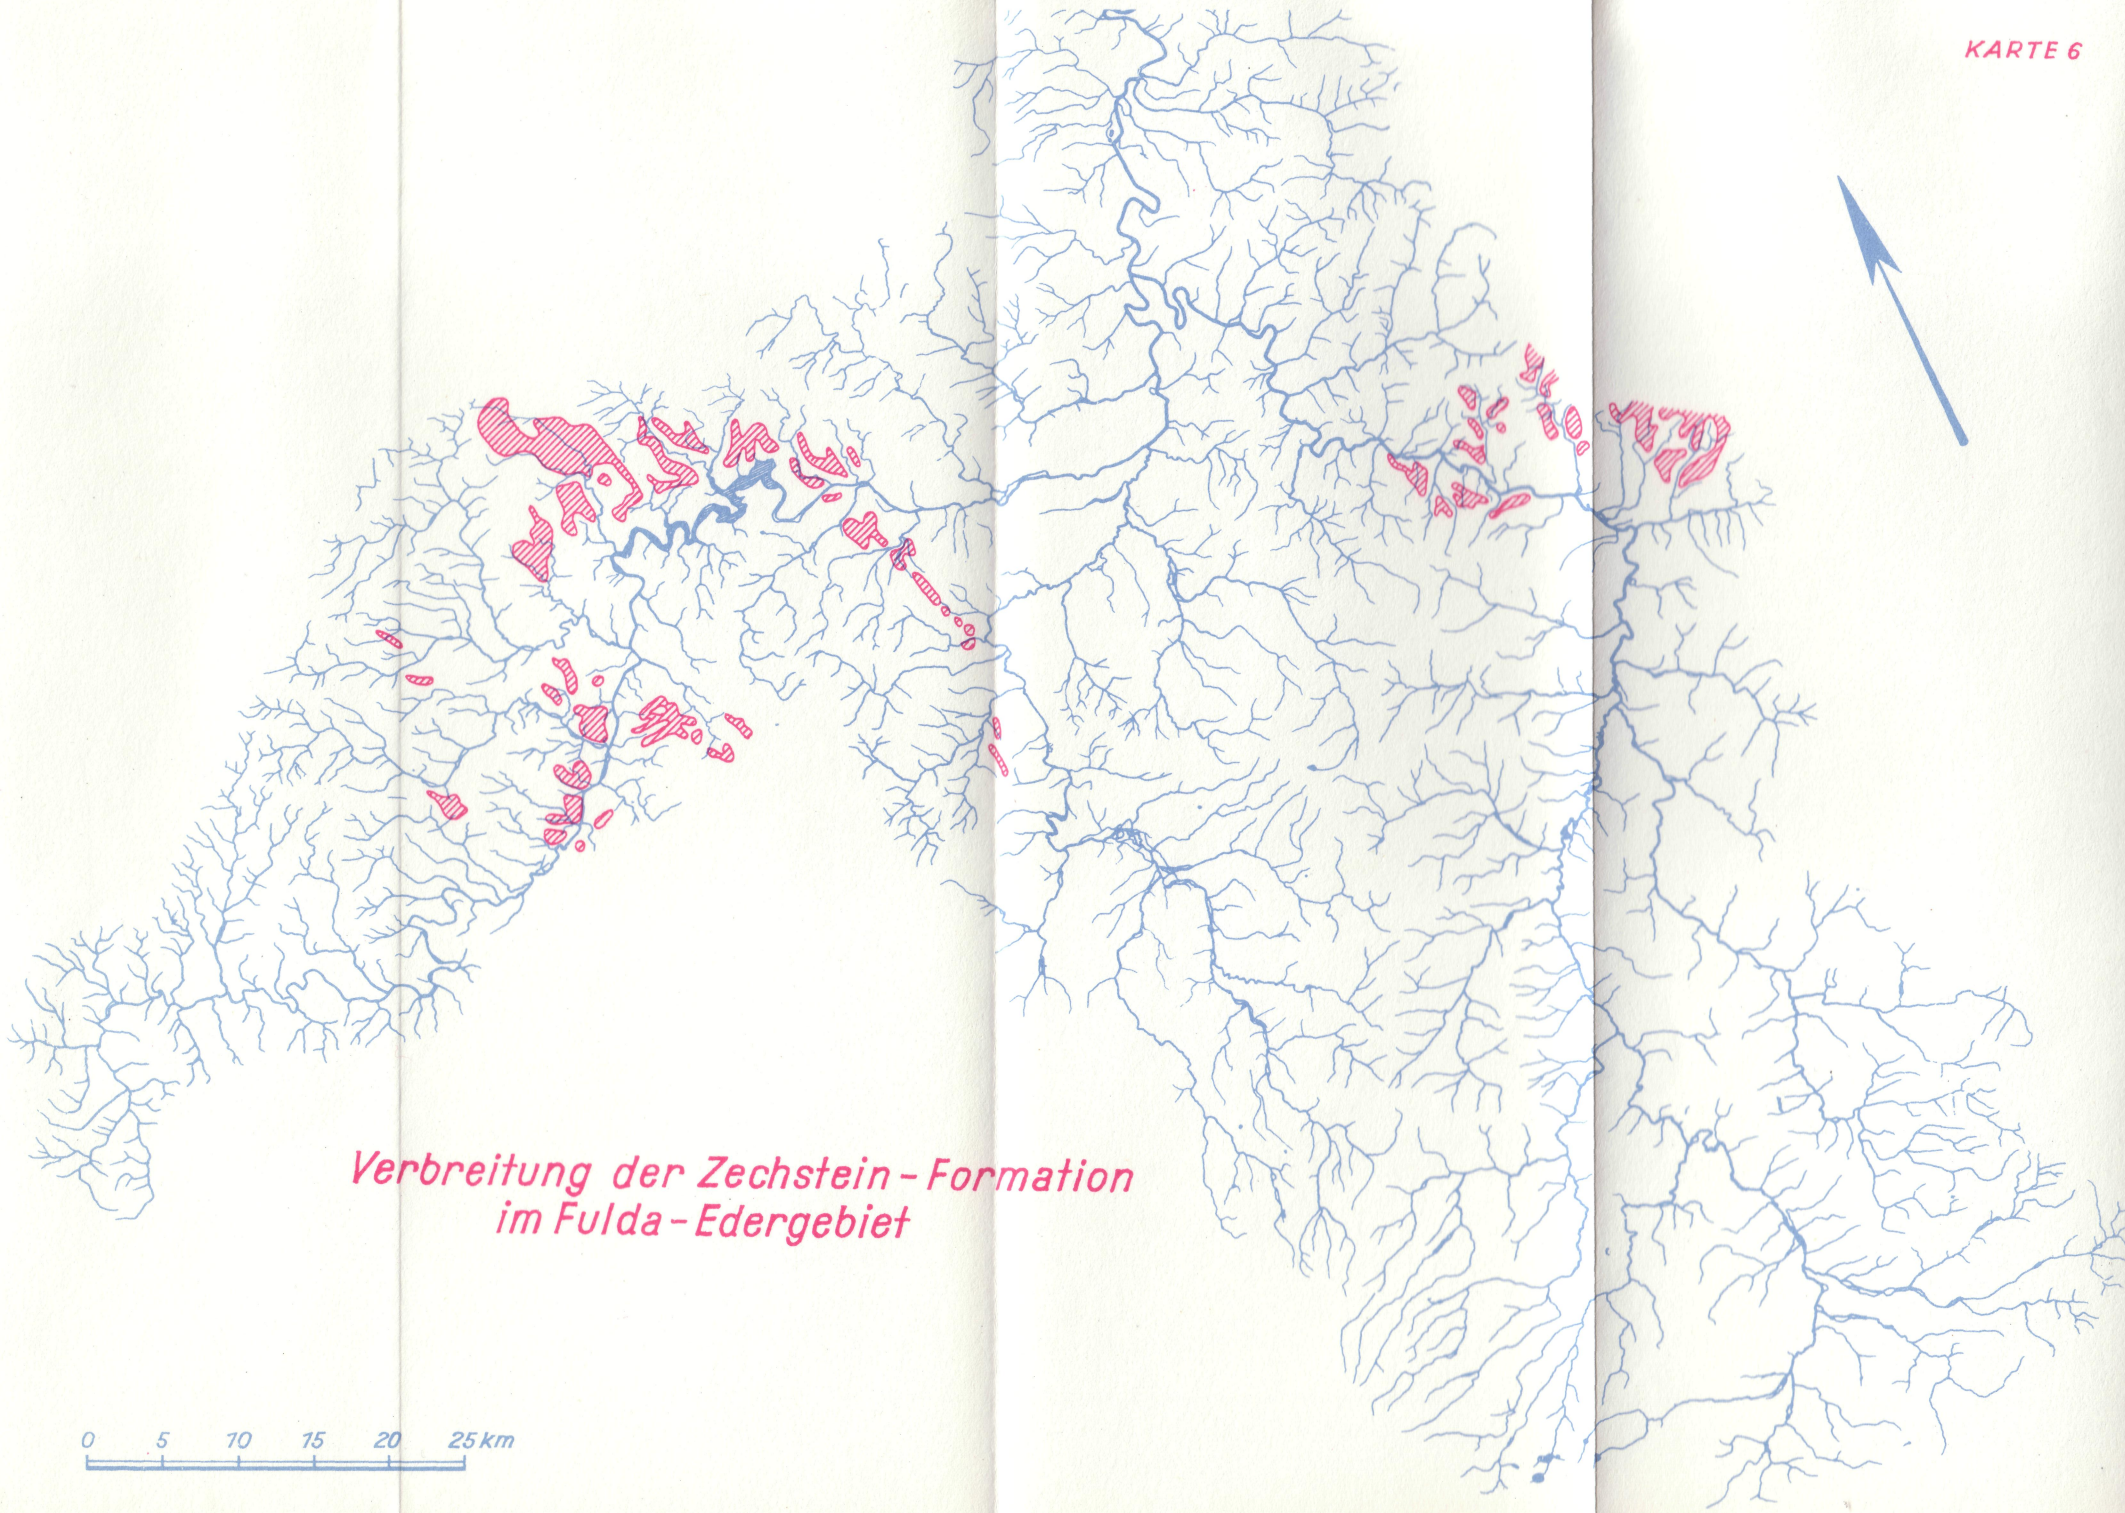 KARTE 6
Verbreitung der Zechstein-Formation
im Fulda-Edergebiet
0 5 10 15 20 25 km